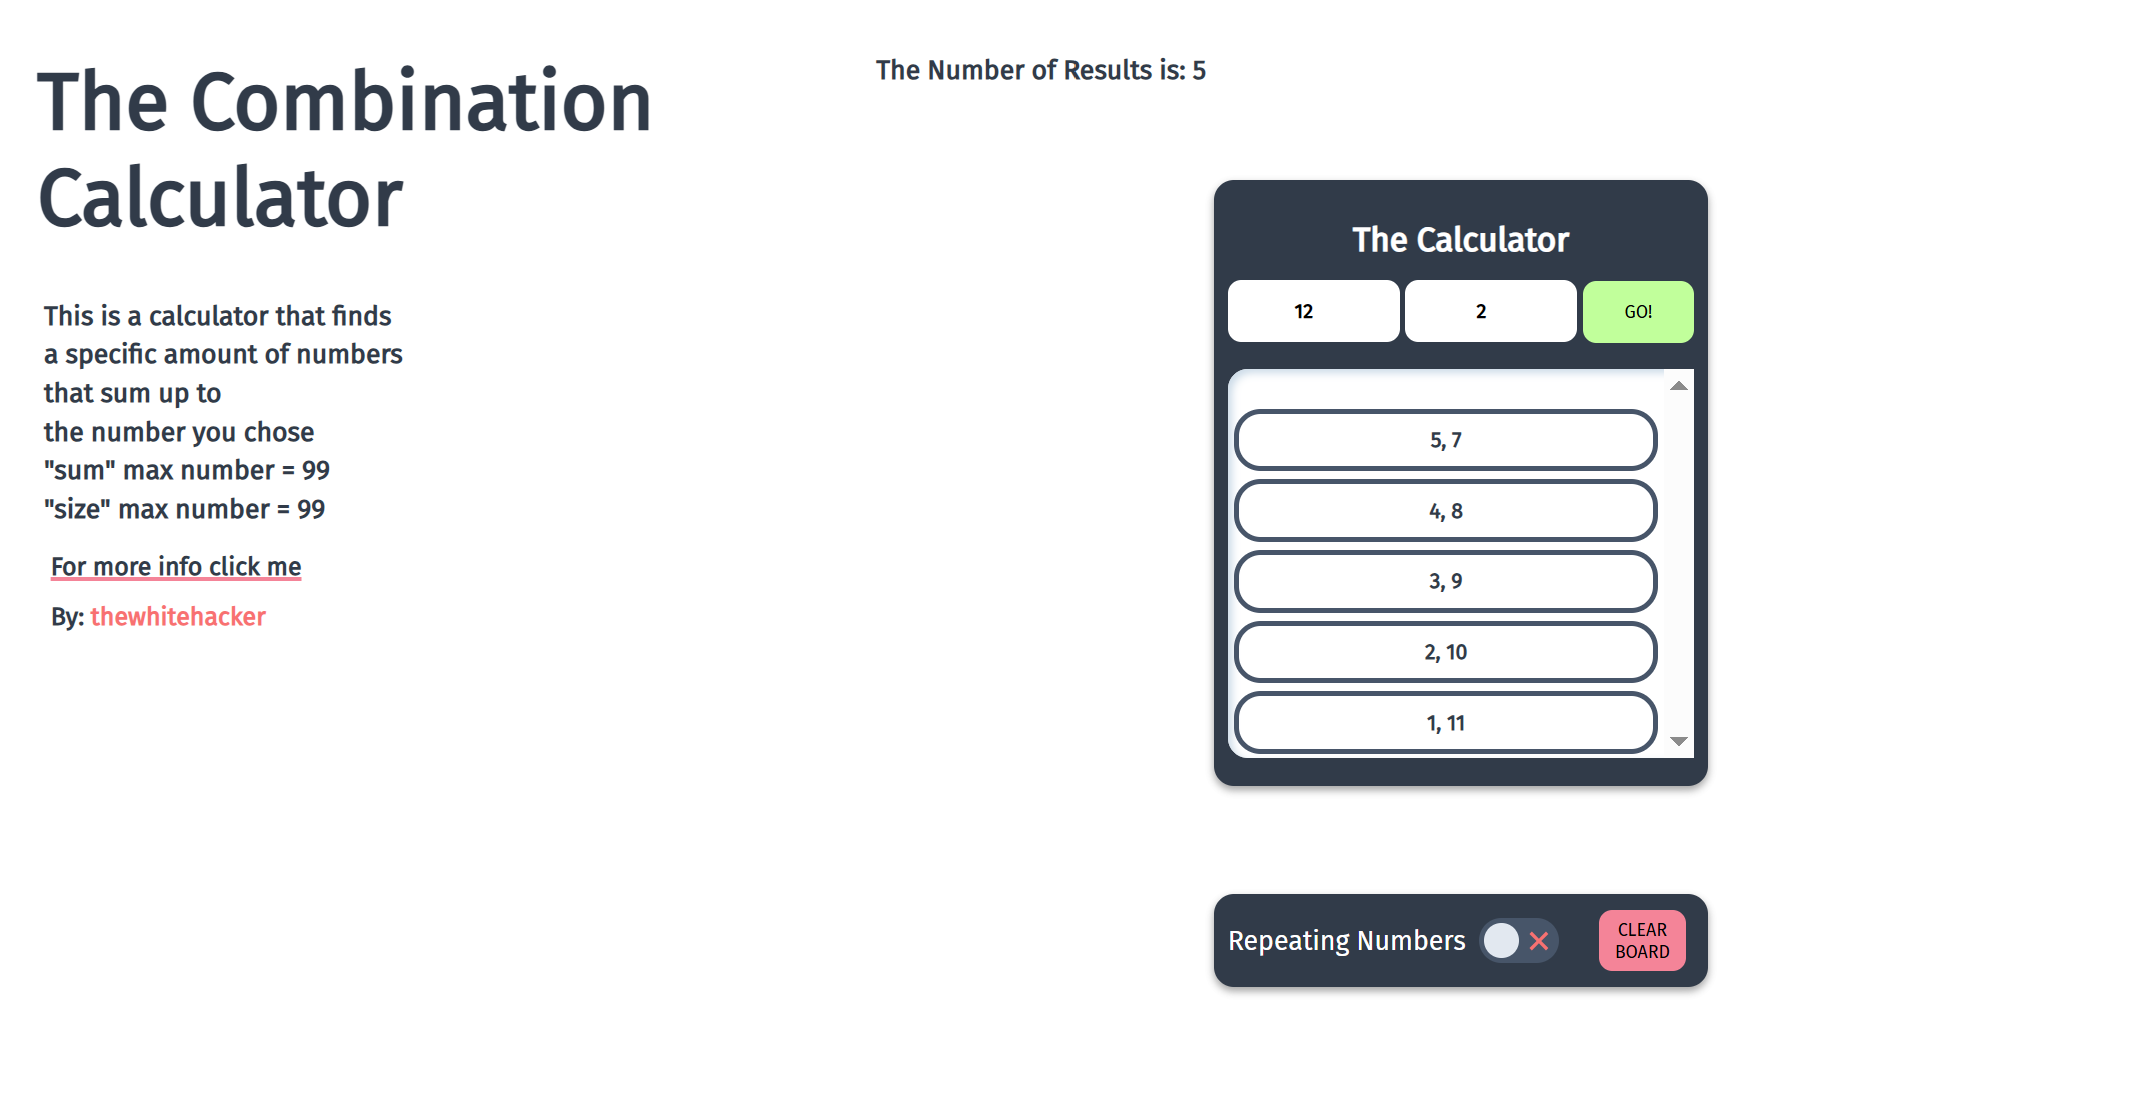 The Combination
Calculator
This is a calculator that finds
a specific amount of numbers
that sum up to
the number you chose
"sum" max number = 99
"size" max number = 99
For more info click me
By: thewhitehacker
The Number of Results is: 5
The Calculator
12 2 GO!
5, 7
4, 8
3, 9
2, 10
1, 11
Repeating Numbers
CLEAR
BOARD